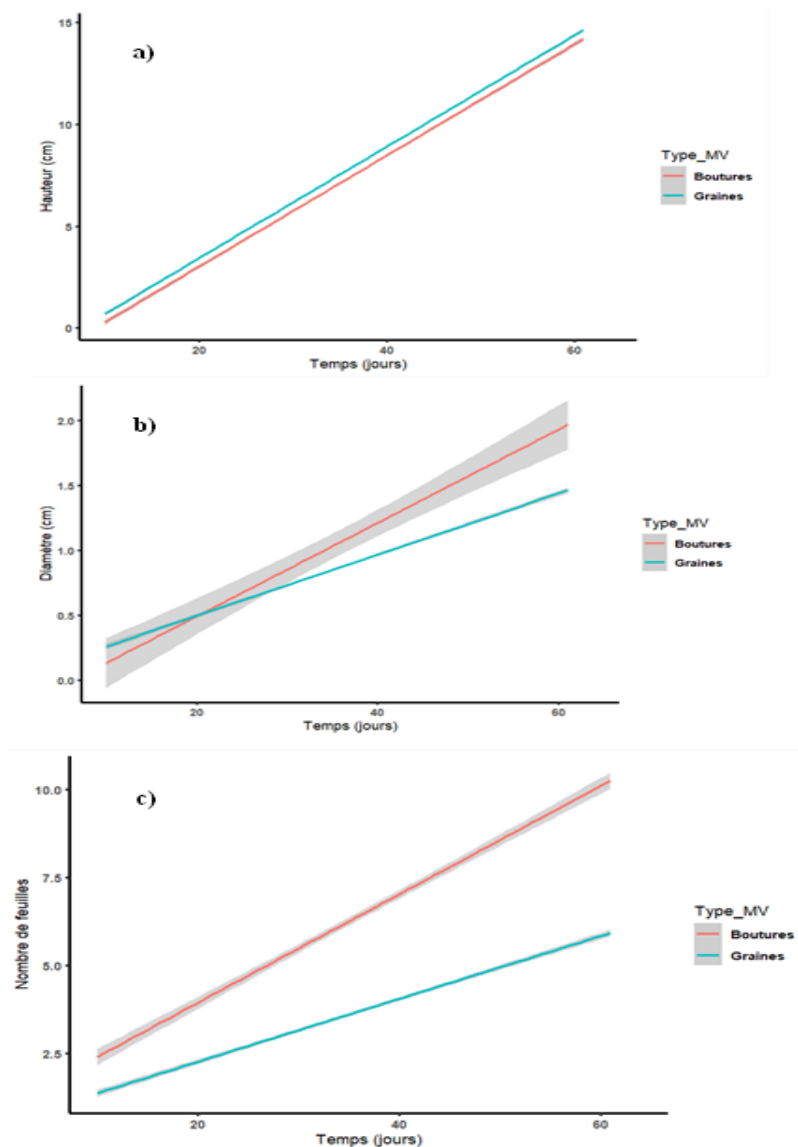 a)
15
10
5
0
Hauteur (cm)
20 40 60
Temps (jours)
Type_MV
Boutures
Graines
b)
2.0
1.5
1.0
0.5
0.0
Diamètre (cm)
20 40 60
Temps (jours)
Type_MV
Boutures
Graines
c)
10.0
7.5
5.0
2.5
Nombre de feuilles
20 40 60
Temps (jours)
Type_MV
Boutures
Graines